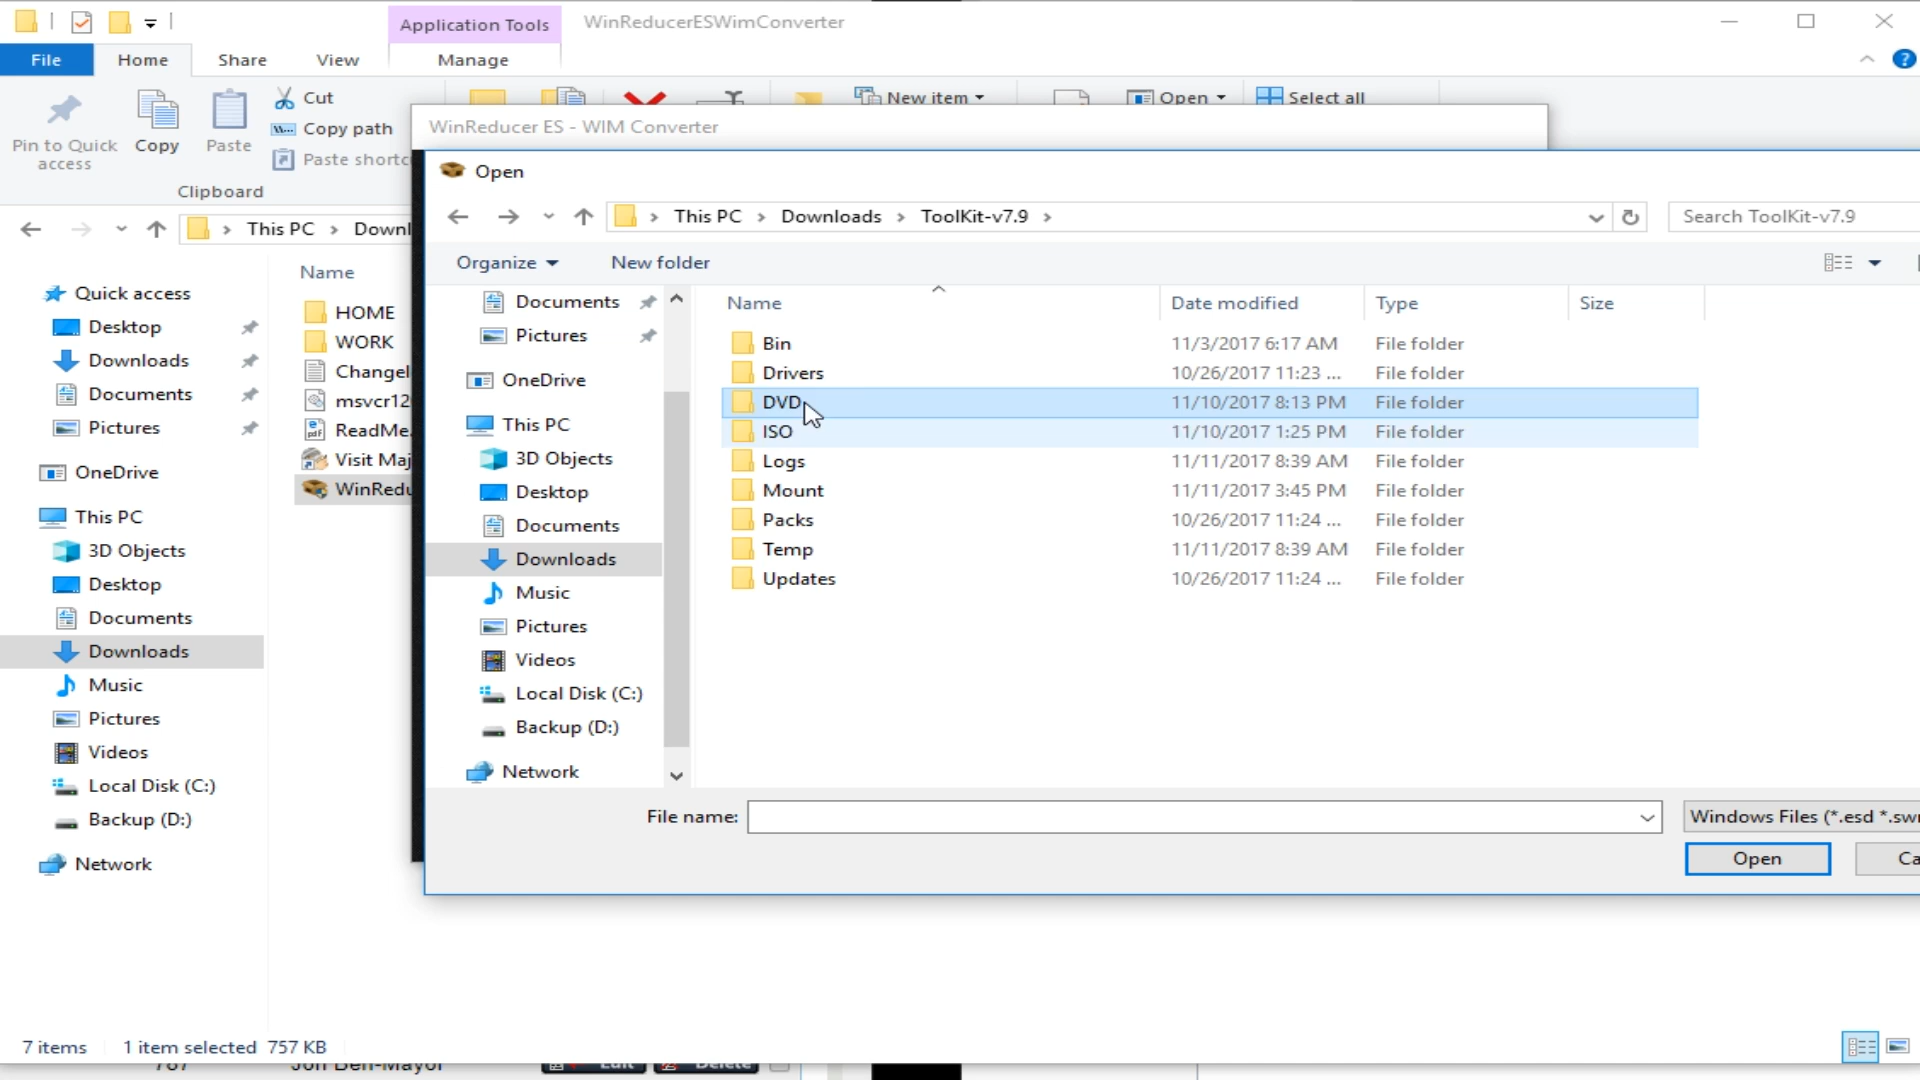 Application Tools
WinReducerESWimConverter
File
Home
Share
View
Manage
Pin to Quick access
Copy
Paste
Cut
Copy path
Paste shortc
Clipboard
New item
Open
Select all
This PC
Downl
Quick access
Desktop
Downloads
Documents
Pictures
OneDrive
This PC
3D Objects
Desktop
Documents
Downloads
Music
Pictures
Videos
Local Disk (C:)
Backup (D:)
Network
Name
HOME
WORK
Changel
msvcr12
ReadMe.
Visit Maj
WinRedu
7 items
1 item selected 757 KB
WinReducer ES - WIM Converter
Open
This PC
Downloads
ToolKit-v7.9
Search ToolKit-v7.9
Organize
New folder
Documents
Pictures
OneDrive
This PC
3D Objects
Desktop
Documents
Downloads
Music
Pictures
Videos
Local Disk (C:)
Backup (D:)
Network
Name Date modified Type Size
Bin 11/3/2017 6:17 AM File folder
Drivers 10/26/2017 11:23 ... File folder
DVD 11/10/2017 8:13 PM File folder
ISO 11/10/2017 1:25 PM File folder
Logs 11/11/2017 8:39 AM File folder
Mount 11/11/2017 3:45 PM File folder
Packs 10/26/2017 11:24 ... File folder
Temp 11/11/2017 8:39 AM File folder
Updates 10/26/2017 11:24 ... File folder
File name:
Windows Files (*.esd *.swm
Open
Ca
Jon Ben-Mayor
Edit
Delete